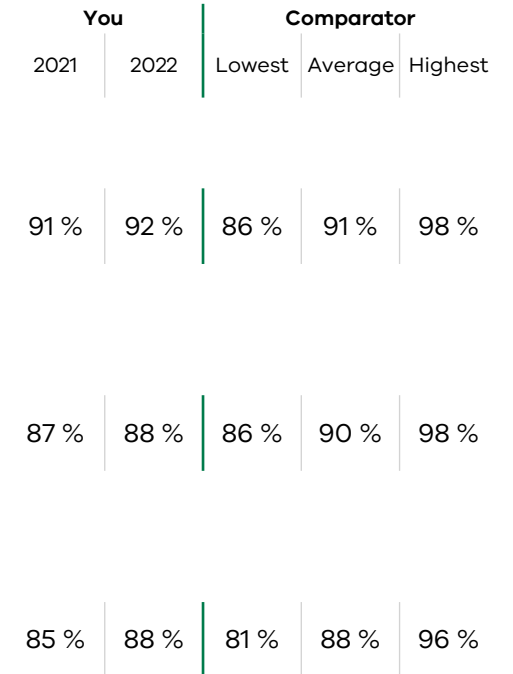 You Comparator
2021 2022 Lowest Average Highest
91 % 92 % 86 % 91 % 98 %
87 % 88 % 86 % 90 % 98 %
85 % 88 % 81 % 88 % 96 %